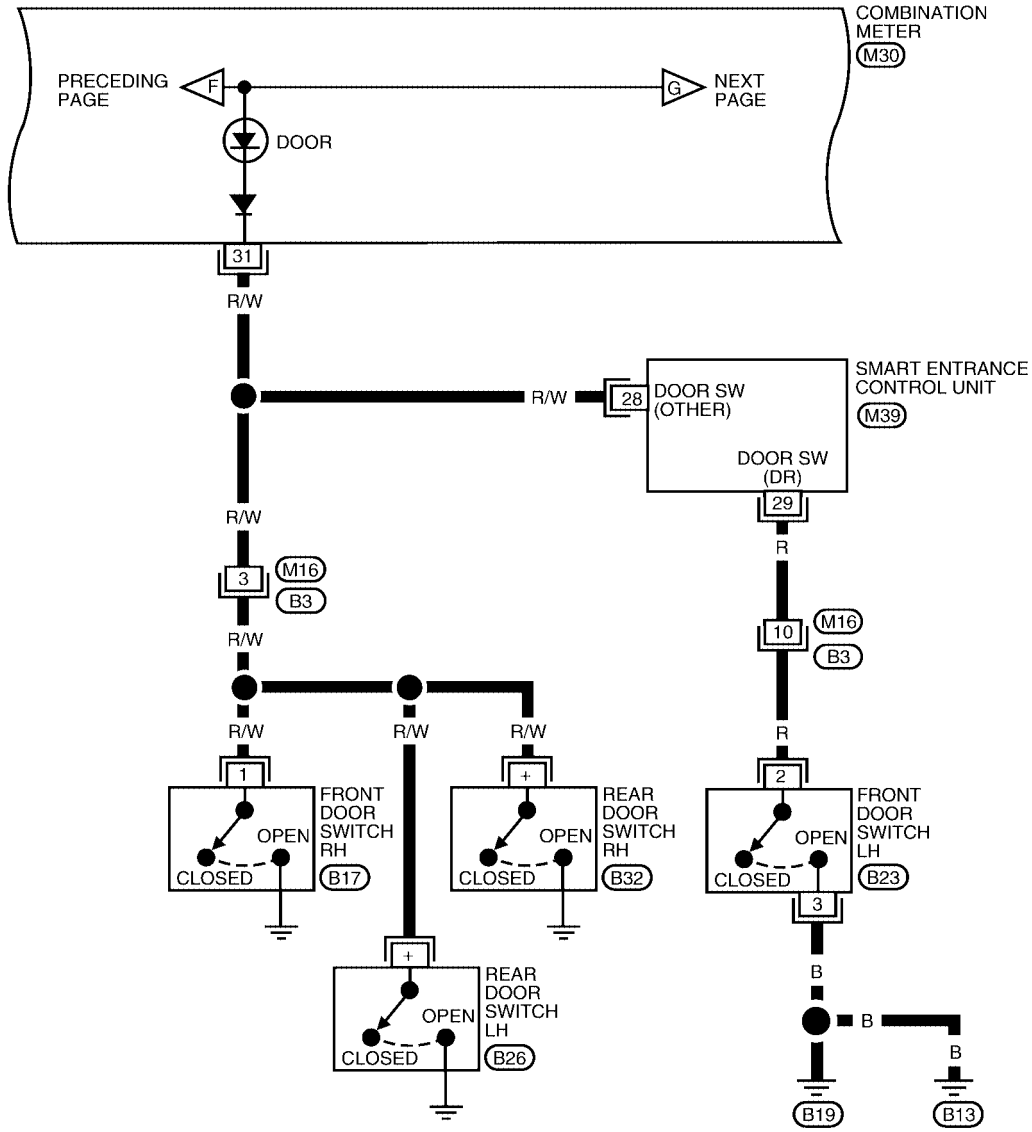 COMBINATION
METER
M30
PRECEDING
PAGE
F
G
NEXT
PAGE
DOOR
31
R/W
R/W
28
DOOR SW
(OTHER)
SMART ENTRANCE
CONTROL UNIT
M39
DOOR SW
(DR)
29
R/W
R
3
M16
B3
10
M16
B3
R/W
R/W
R/W
R/W
R
1
FRONT
DOOR
SWITCH
RH
B17
OPEN
CLOSED
+
REAR
DOOR
SWITCH
RH
B32
OPEN
CLOSED
2
FRONT
DOOR
SWITCH
LH
B23
OPEN
CLOSED
3
+
REAR
DOOR
SWITCH
LH
B26
OPEN
CLOSED
B
B
B
B19
B13